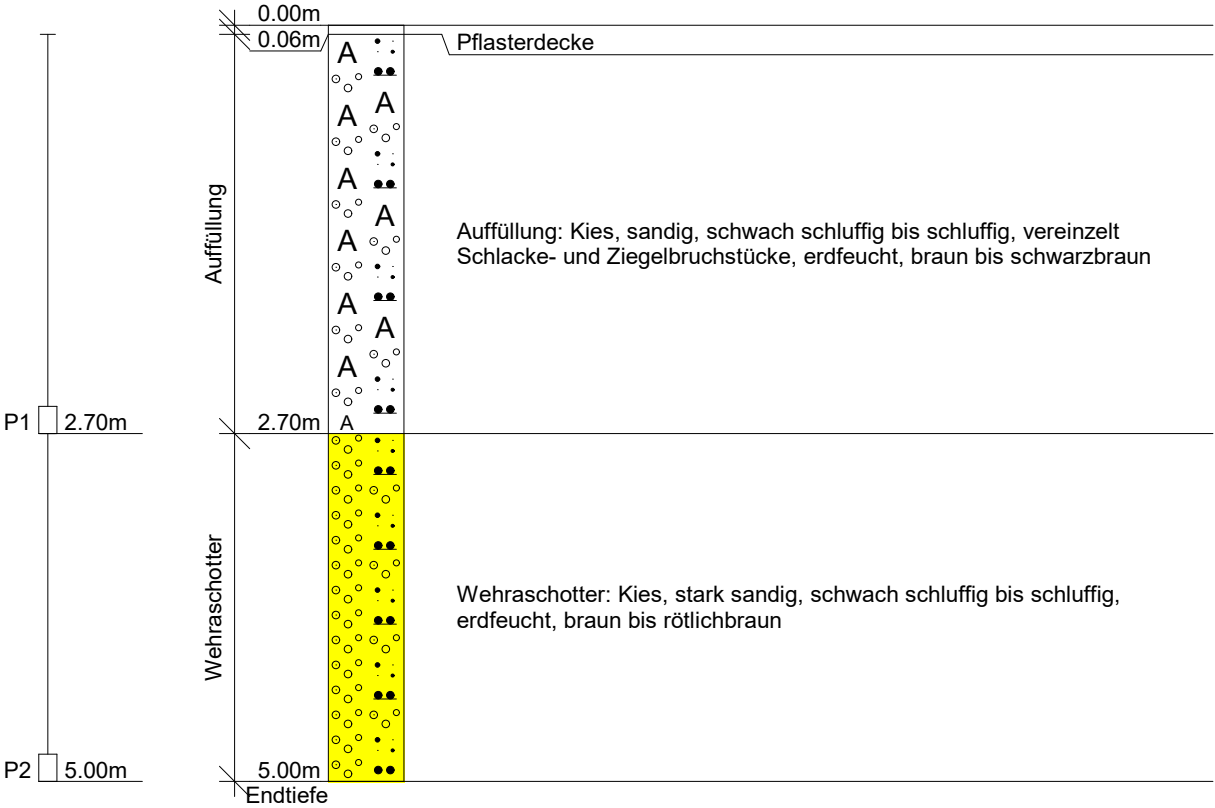 0.00m
0.06m
Pflasterdecke
A
A
A
A
A
A
A
A
A
A
Auffüllung
Auffüllung: Kies, sandig, schwach schluffig bis schluffig, vereinzelt
Schlacke- und Ziegelbruchstücke, erdfeucht, braun bis schwarzbraun
P1 2.70m
2.70m
Wehraschotter
Wehraschotter: Kies, stark sandig, schwach schluffig bis schluffig,
erdfeucht, braun bis rötlichbraun
P2 5.00m
5.00m
Endtiefe